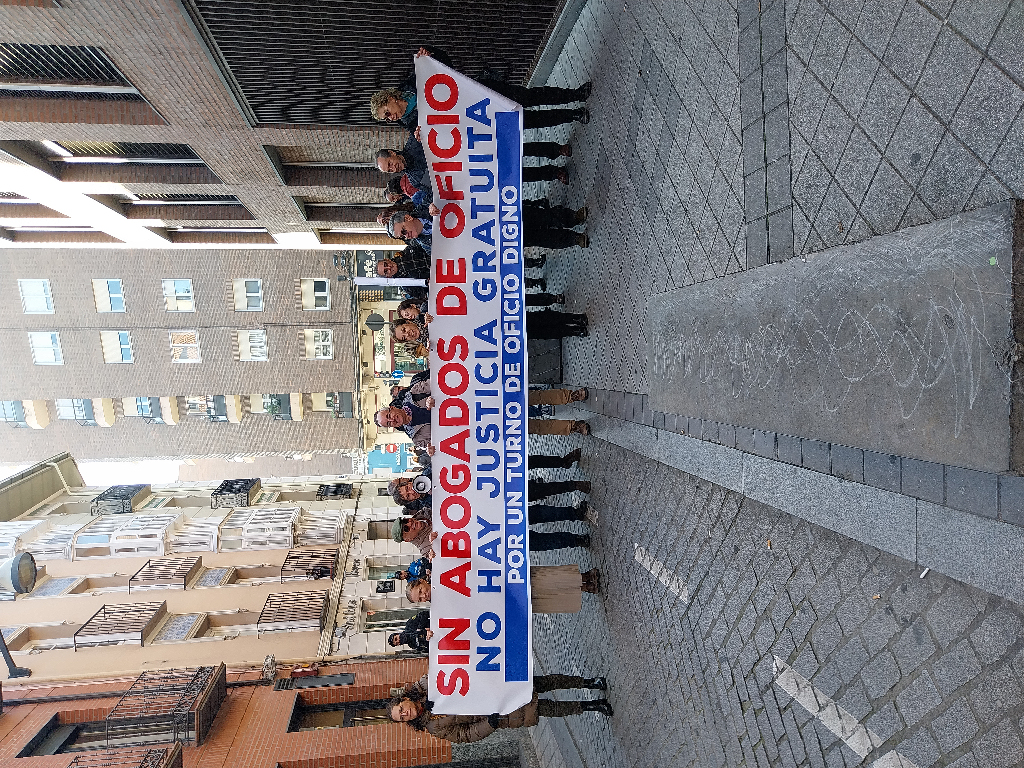 SIN ABOGADOS DE OFICIO
NO HAY JUSTICIA GRATUITA
POR UN TURNO DE OFICIO DIGNO